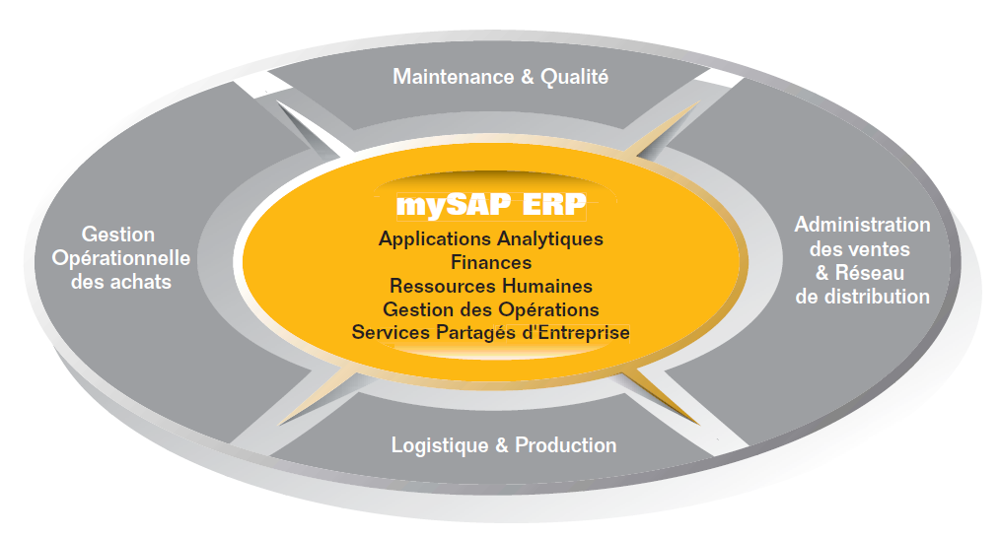 Maintenance & Qualité
Gestion
Opérationnelle
des achats
mySAP ERP
Applications Analytiques
Finances
Ressources Humaines
Gestion des Opérations
Services Partagés d'Entreprise
Administration
des ventes
& Réseau
de distribution
Logistique & Production